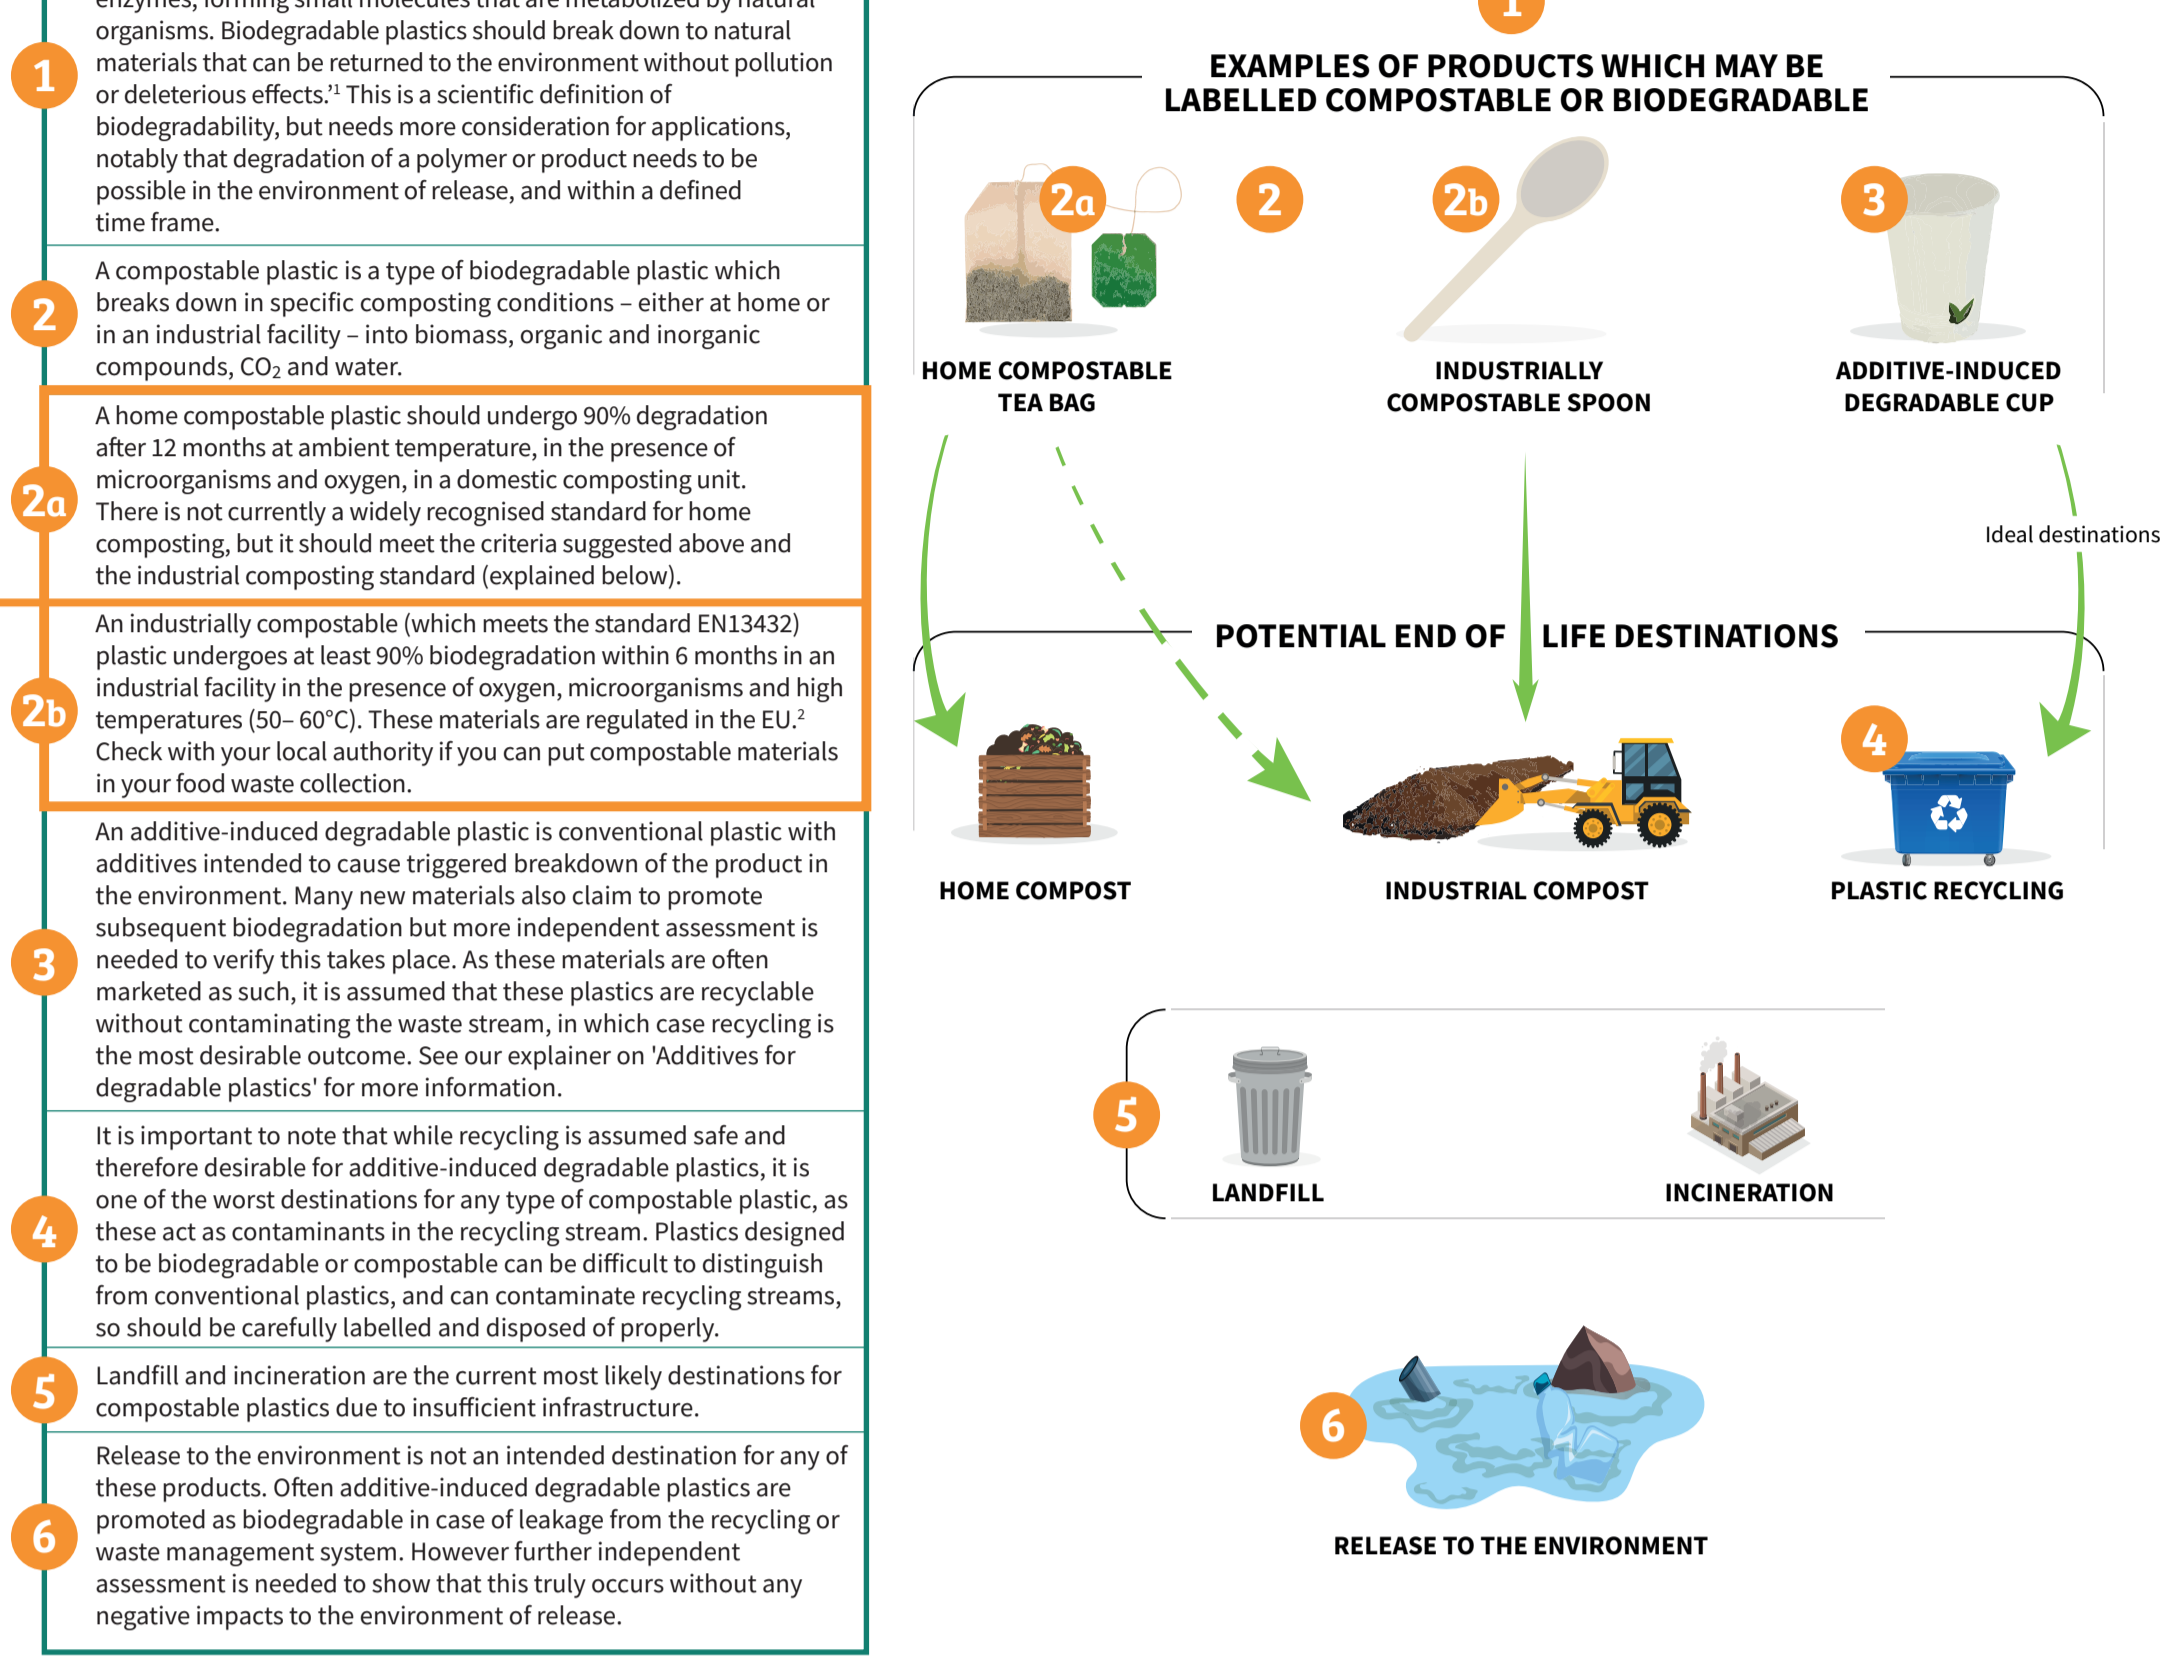 enzymes, forming small molecules that are metabolized by natural
organisms. Biodegradable plastics should break down to natural
materials that can be returned to the environment without pollution
or deleterious effects.’¹ This is a scientific definition of
biodegradability, but needs more consideration for applications,
notably that degradation of a polymer or product needs to be
possible in the environment of release, and within a defined
time frame.
1
A compostable plastic is a type of biodegradable plastic which
breaks down in specific composting conditions – either at home or
in an industrial facility – into biomass, organic and inorganic
compounds, CO₂ and water.
2
A home compostable plastic should undergo 90% degradation
after 12 months at ambient temperature, in the presence of
microorganisms and oxygen, in a domestic composting unit.
There is not currently a widely recognised standard for home
composting, but it should meet the criteria suggested above and
the industrial composting standard (explained below).
2a
An industrially compostable (which meets the standard EN13432)
plastic undergoes at least 90% biodegradation within 6 months in an
industrial facility in the presence of oxygen, microorganisms and high
temperatures (50– 60°C). These materials are regulated in the EU.²
Check with your local authority if you can put compostable materials
in your food waste collection.
2b
An additive-induced degradable plastic is conventional plastic with
additives intended to cause triggered breakdown of the product in
the environment. Many new materials also claim to promote
subsequent biodegradation but more independent assessment is
needed to verify this takes place. As these materials are often
marketed as such, it is assumed that these plastics are recyclable
without contaminating the waste stream, in which case recycling is
the most desirable outcome. See our explainer on 'Additives for
degradable plastics' for more information.
3
It is important to note that while recycling is assumed safe and
therefore desirable for additive-induced degradable plastics, it is
one of the worst destinations for any type of compostable plastic, as
these act as contaminants in the recycling stream. Plastics designed
to be biodegradable or compostable can be difficult to distinguish
from conventional plastics, and can contaminate recycling streams,
so should be carefully labelled and disposed of properly.
4
Landfill and incineration are the current most likely destinations for
compostable plastics due to insufficient infrastructure.
5
Release to the environment is not an intended destination for any of
these products. Often additive-induced degradable plastics are
promoted as biodegradable in case of leakage from the recycling or
waste management system. However further independent
assessment is needed to show that this truly occurs without any
negative impacts to the environment of release.
6
1
EXAMPLES OF PRODUCTS WHICH MAY BE
LABELLED COMPOSTABLE OR BIODEGRADABLE
2a
2
2b
3
HOME COMPOSTABLE
TEA BAG
INDUSTRIALLY
COMPOSTABLE SPOON
ADDITIVE-INDUCED
DEGRADABLE CUP
Ideal destinations
POTENTIAL END OF LIFE DESTINATIONS
4
HOME COMPOST
INDUSTRIAL COMPOST
PLASTIC RECYCLING
5
LANDFILL
INCINERATION
6
RELEASE TO THE ENVIRONMENT